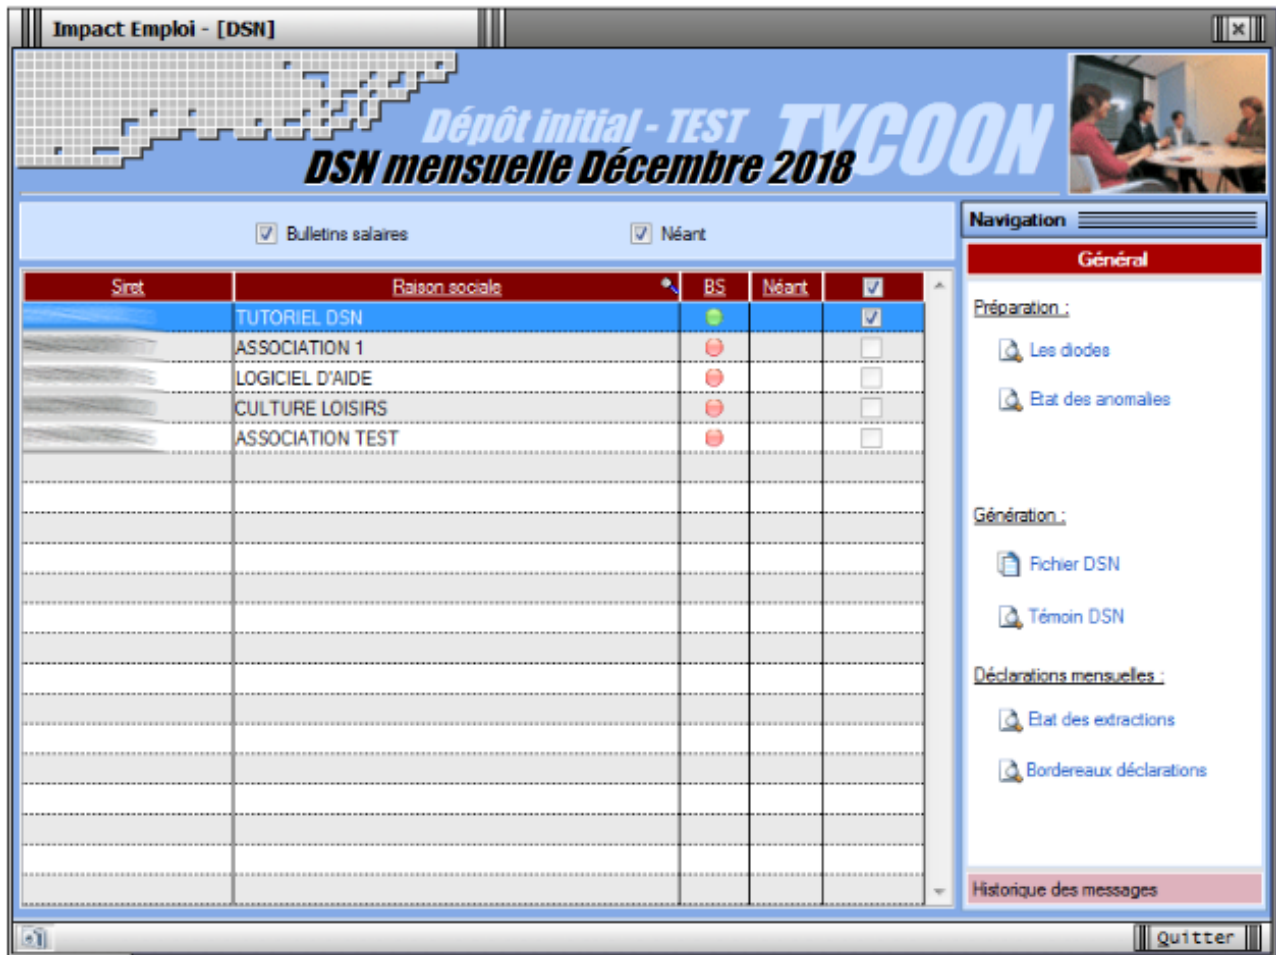 Impact Emploi - [DSN]
Dépôt initial - TEST
TYCOON
DSN mensuelle Décembre 2018
Bulletins salaires
Néant
Navigation
Général
Siret
Raison sociale
BS
Néant
TUTORIEL DSN
ASSOCIATION 1
LOGICIEL D'AIDE
CULTURE LOISIRS
ASSOCIATION TEST
Préparation :
Les diodes
Etat des anomalies
Génération :
Fichier DSN
Témoin DSN
Déclarations mensuelles :
Etat des extractions
Bordereaux déclarations
Historique des messages
Quitter